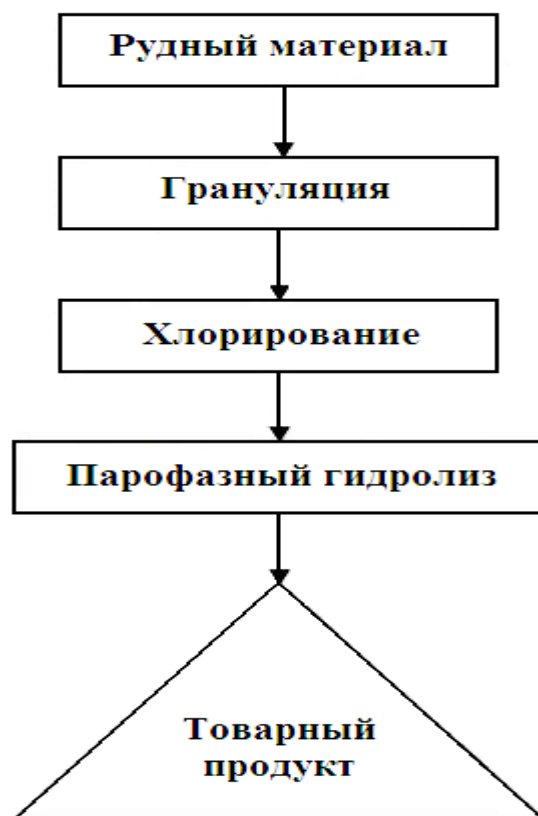 Рудный материал
Грануляция
Хлорирование
Парофазный гидролиз
Товарный
продукт